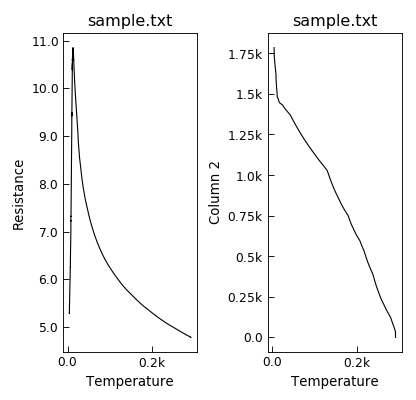 sample.txt
sample.txt
11.0
10.0
9.0
8.0
7.0
6.0
5.0
Resistance
0.0 0.2k
Temperature
1.75k
1.5k
1.25k
1.0k
0.75k
0.5k
0.25k
0.0
Column 2
0.0 0.2k
Temperature